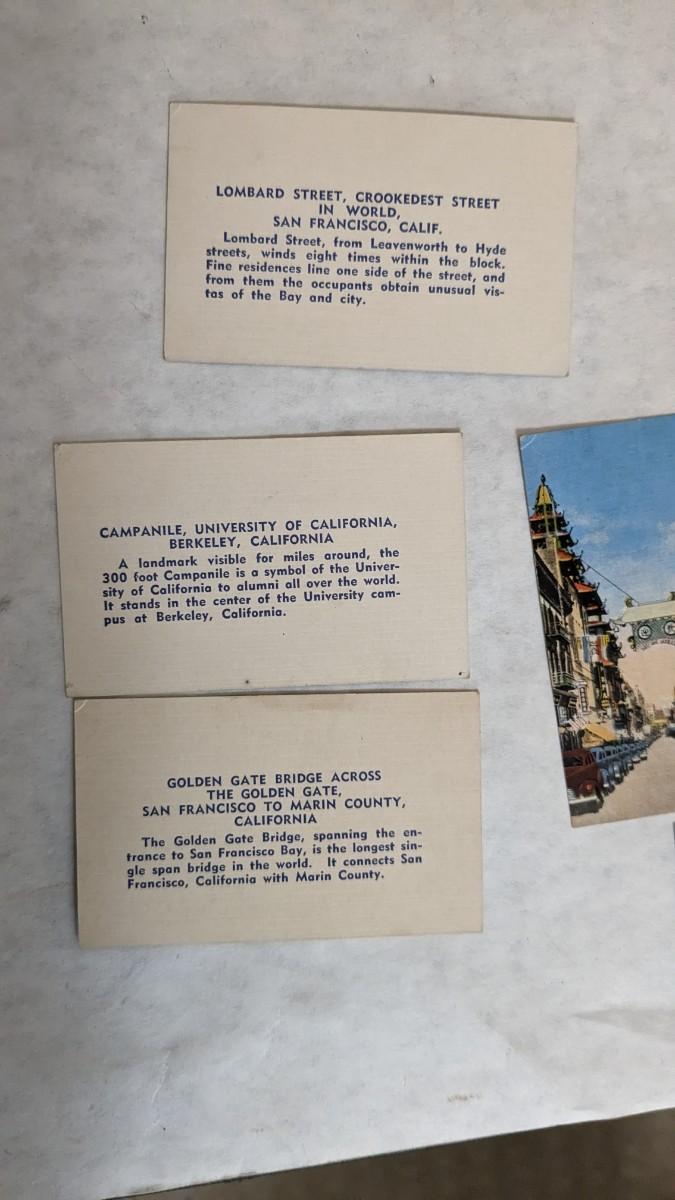 LOMBARD STREET, CROOKEDEST STREET
IN WORLD,
SAN FRANCISCO, CALIF.
Lombard Street, from Leavenworth to Hyde
streets, winds eight times within the block.
Fine residences line one side of the street, and
from them the occupants obtain unusual vis-
tas of the Bay and city.
CAMPANILE, UNIVERSITY OF CALIFORNIA,
BERKELEY, CALIFORNIA
A landmark visible for miles around, the
300 foot Campanile is a symbol of the Univer-
sity of California to alumni all over the world.
It stands in the center of the University cam-
pus at Berkeley, California.
GOLDEN GATE BRIDGE ACROSS
THE GOLDEN GATE,
SAN FRANCISCO TO MARIN COUNTY,
CALIFORNIA
The Golden Gate Bridge, spanning the en-
trance to San Francisco Bay, is the longest sin-
gle span bridge in the world. It connects San
Francisco, California with Marin County.